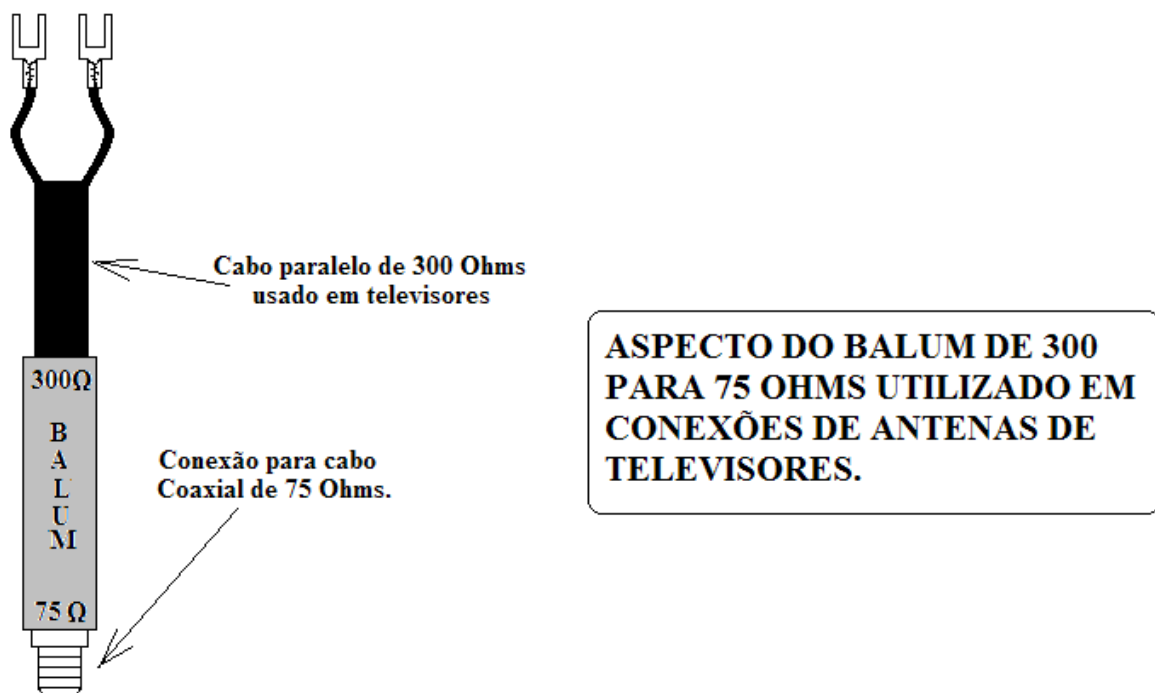 Cabo paralelo de 300 Ohms
usado em televisores
ASPECTO DO BALUM DE 300
PARA 75 OHMS UTILIZADO EM
CONEXÕES DE ANTENAS DE
TELEVISORES.
300Ω
B
A
L
U
M
75 Ω
Conexão para cabo
Coaxial de 75 Ohms.